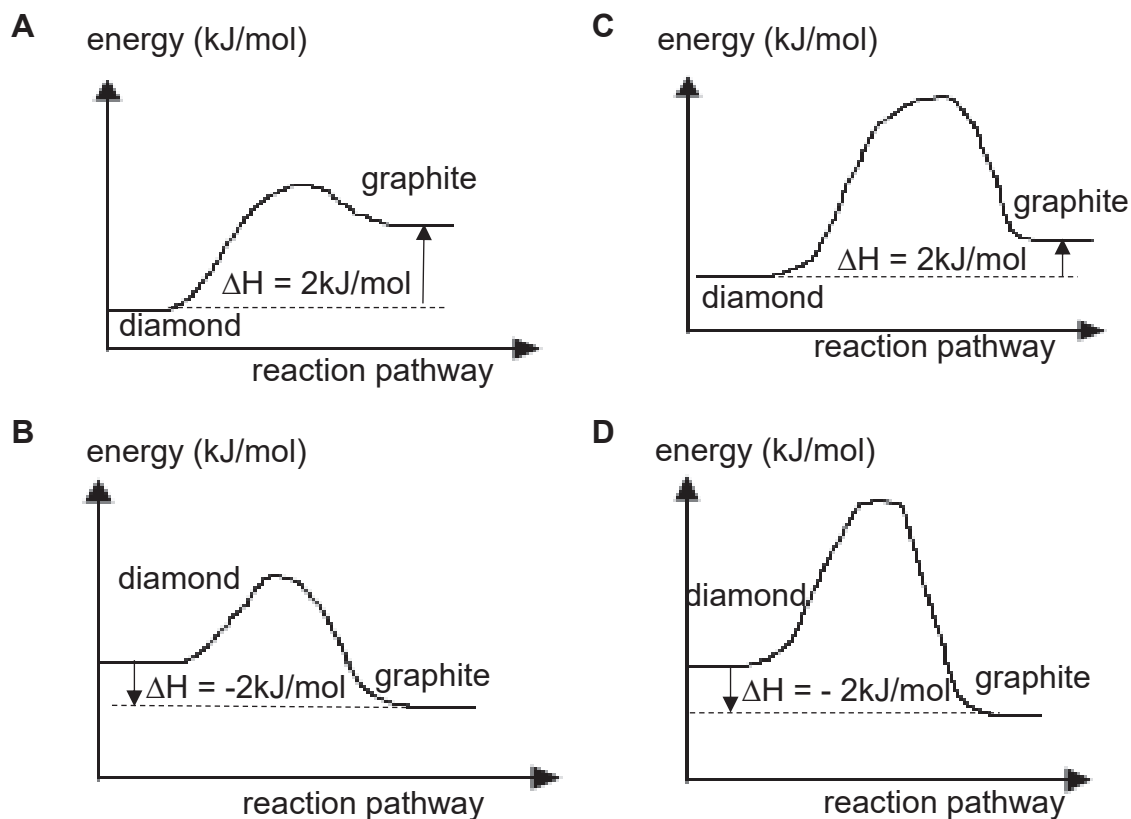 A
energy (kJ/mol)
graphite
ΔH = 2kJ/mol
diamond
reaction pathway
C
energy (kJ/mol)
graphite
ΔH = 2kJ/mol
diamond
reaction pathway
B
energy (kJ/mol)
diamond
ΔH = -2kJ/mol
graphite
reaction pathway
D
energy (kJ/mol)
diamond
ΔH = - 2kJ/mol
graphite
reaction pathway